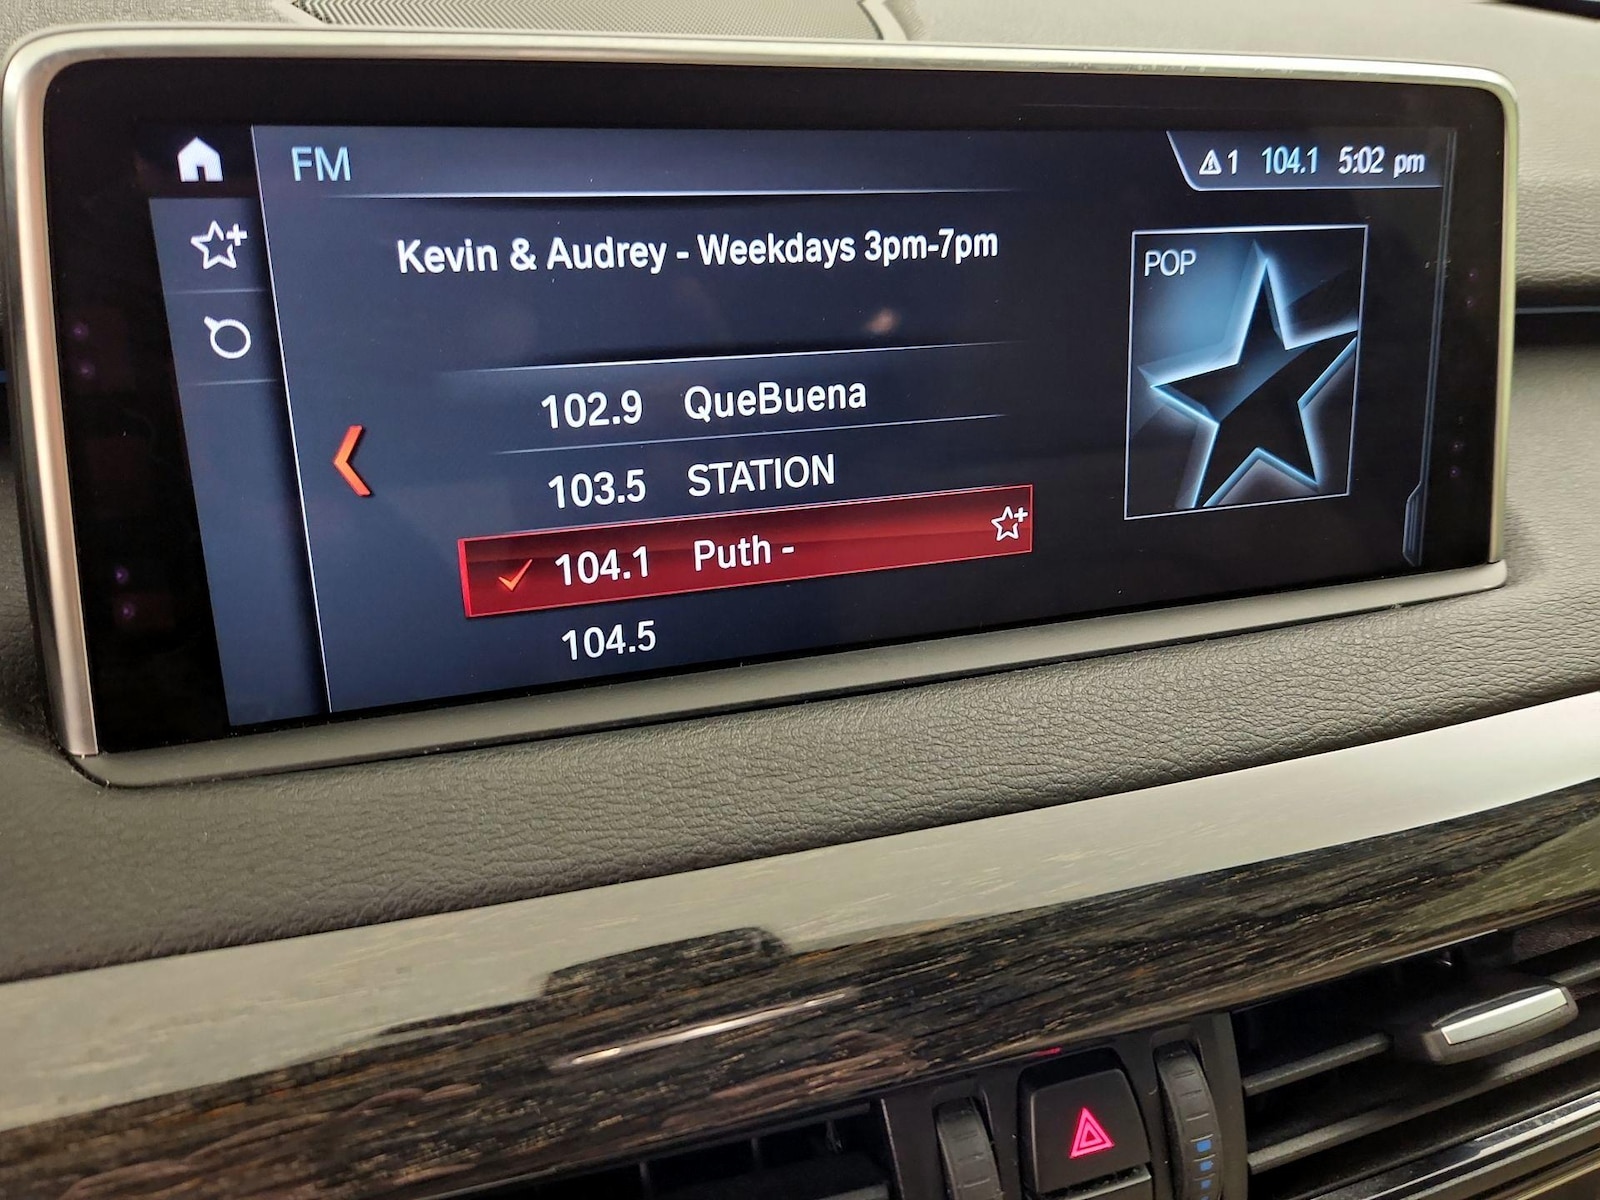 FM
1 104.1 5:02 pm
Kevin & Audrey - Weekdays 3pm-7pm
POP
102.9 QueBuena
103.5 STATION
104.1 Puth -
104.5